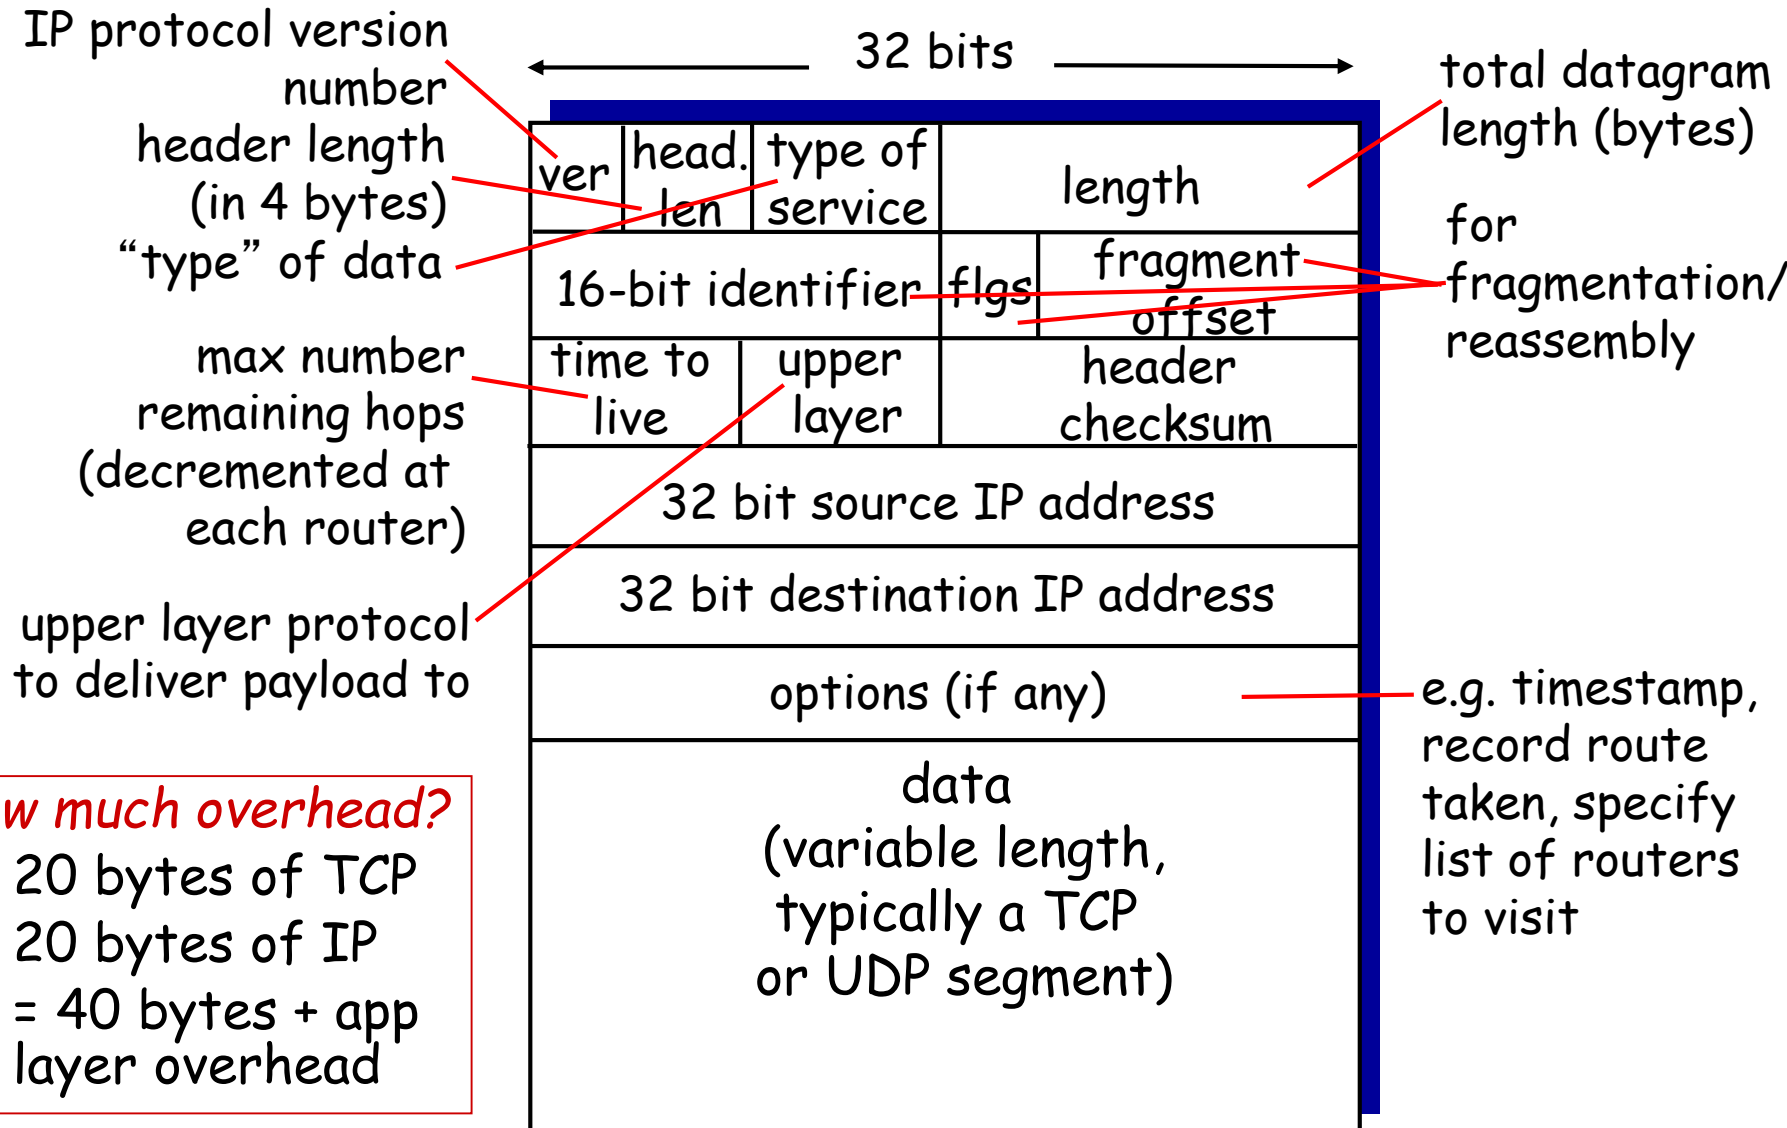 IP protocol version
number
header length
(in 4 bytes)
“type” of data
max number
remaining hops
(decremented at
each router)
upper layer protocol
to deliver payload to
w much overhead?
20 bytes of TCP
20 bytes of IP
= 40 bytes + app
layer overhead
32 bits
ver
head.
len
type of
service
length
16-bit identifier
flgs
fragment
offset
time to
live
upper
layer
header
checksum
32 bit source IP address
32 bit destination IP address
options (if any)
data
(variable length,
typically a TCP
or UDP segment)
total datagram
length (bytes)
for
fragmentation/
reassembly
e.g. timestamp,
record route
taken, specify
list of routers
to visit